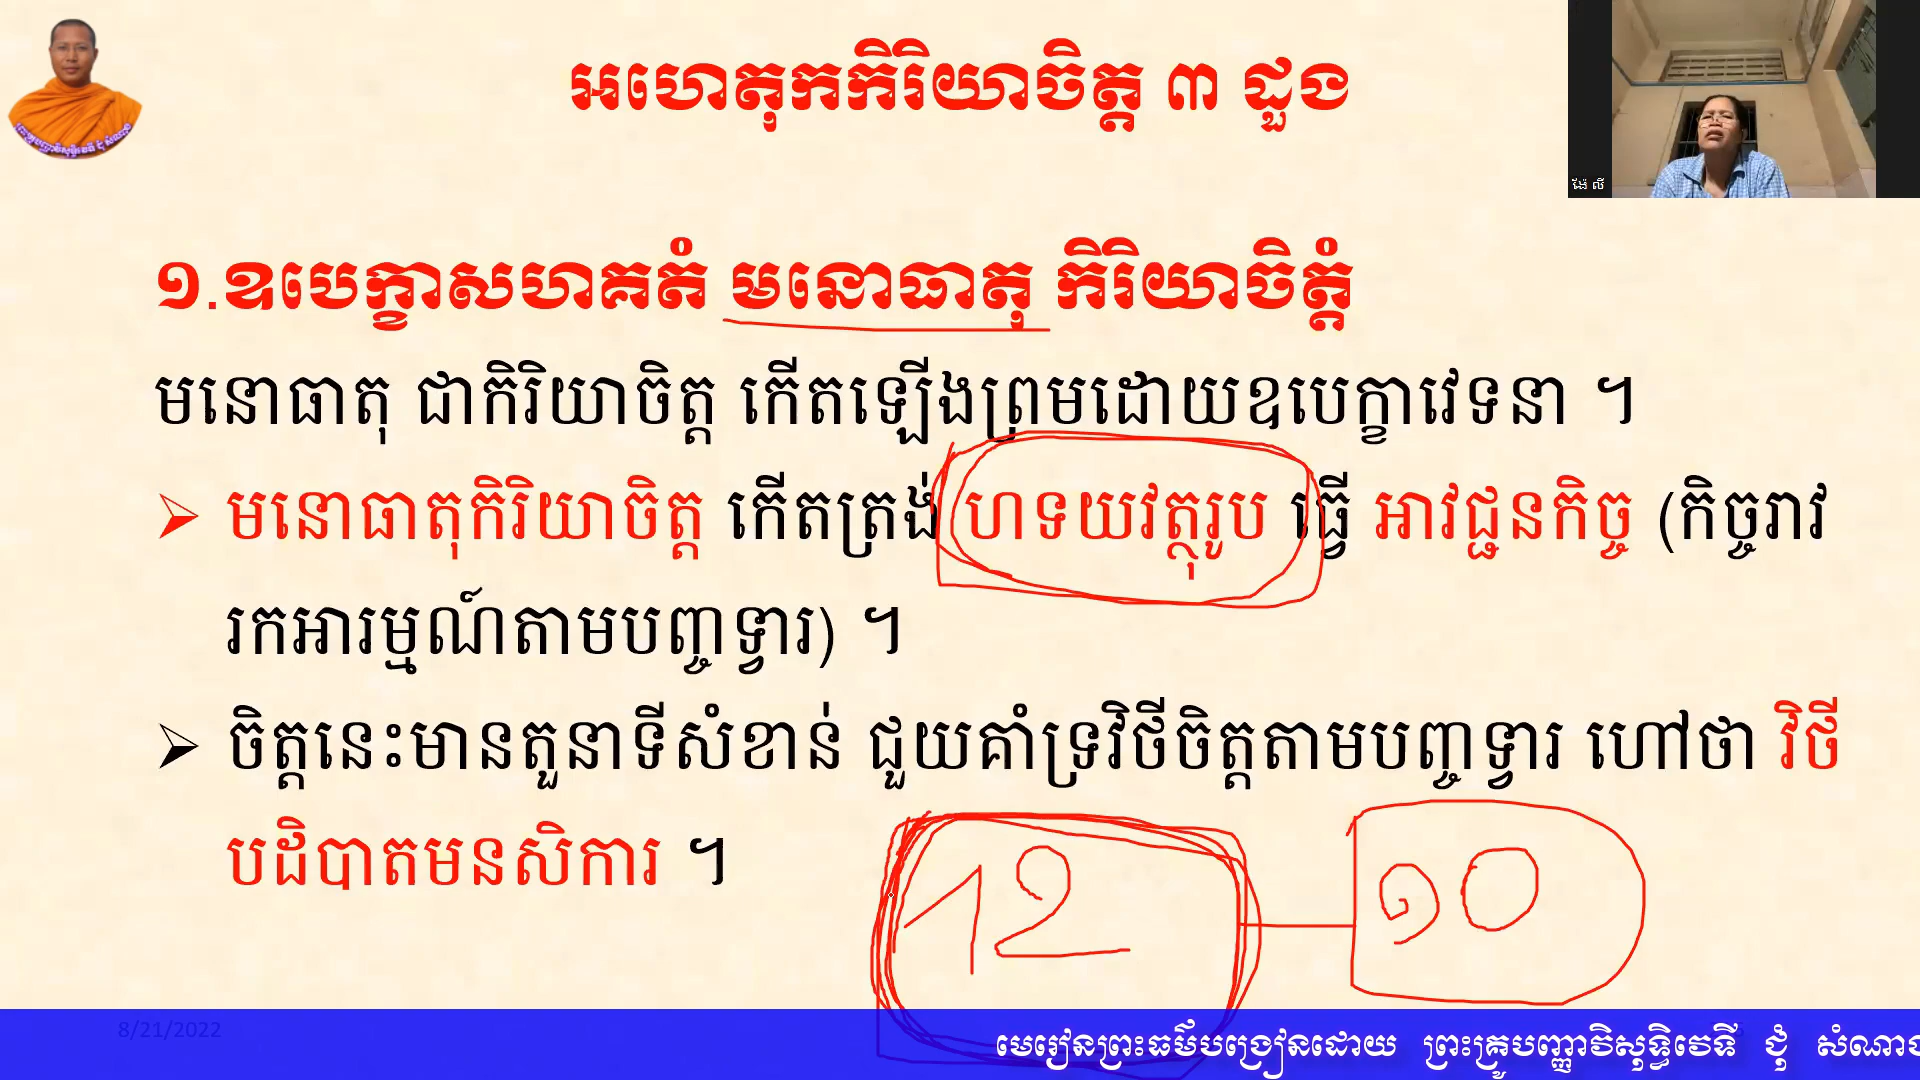 អហេតុកកិរិយាចិត្ត ៣ ដួង
ង៉ែ លី
១.ឧបេក្ខាសហគតំ មនោធាតុ កិរិយាចិត្តំ
មនោធាតុ ជាកិរិយាចិត្ត កើតឡើងព្រមដោយឧបេក្ខាវេទនា ។
➢ មនោធាតុកិរិយាចិត្ត កើតត្រង់ ហទយវត្ថុរូប ធ្វើ អាវជ្ជនកិច្ច (កិច្ចរាវ
រកអារម្មណ៍តាមបញ្ចទ្វារ) ។
➢ ចិត្តនេះមានតួនាទីសំខាន់ ជួយគាំទ្រវិថីចិត្តតាមបញ្ចទ្វារ ហៅថា វិថី
បដិបាតមនសិការ ។
12 ១០
8/21/2022
មេរៀនព្រះធម៌បង្រៀនដោយ ព្រះគ្រូបញ្ញាវិសុទ្ធិវេទី ជុំ សំណាង